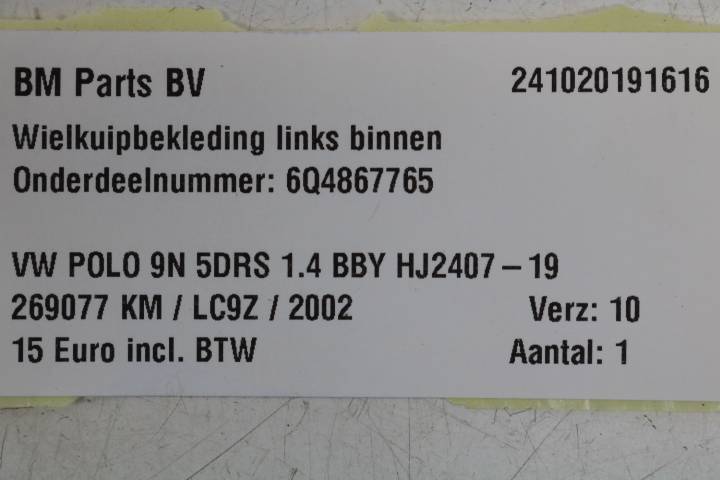 BM Parts BV 241020191616
Wielkuipbekleding links binnen
Onderdeelnummer: 6Q4867765
VW POLO 9N 5DRS 1.4 BBY HJ2407-19
269077 KM / LC9Z / 2002 Verz: 10
15 Euro incl. BTW Aantal: 1